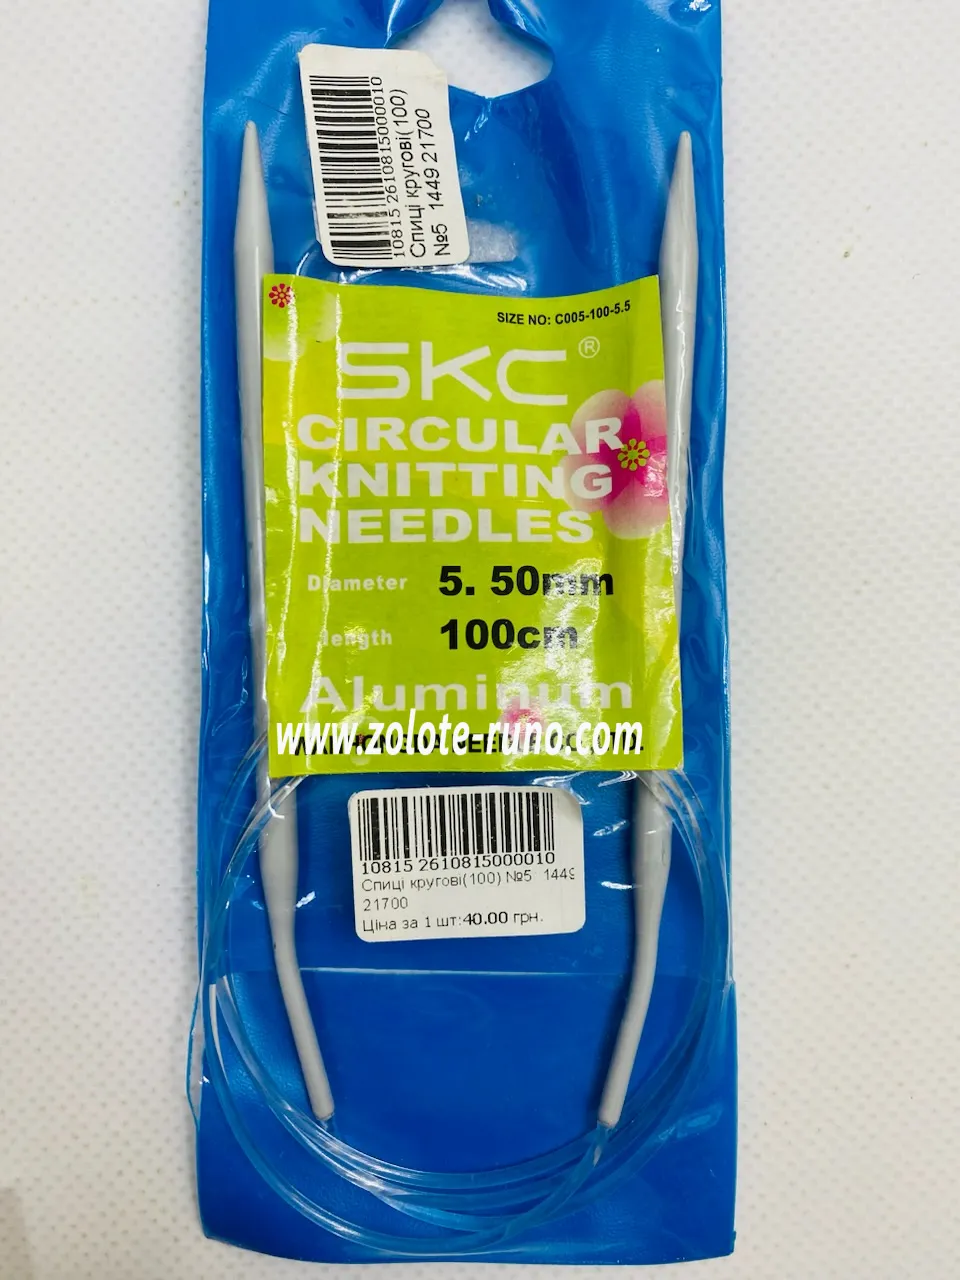 10815 2610815000010
Спиці кругові(100)
№5 1449 21700
SIZE NO: C005-100-5.5
SKC®
CIRCULAR
KNITTING
NEEDLES
Diameter 5. 50mm
length 100cm
Aluminum
www.zolote-runo.com
10815 2610815000010
Спиці кругові(100) №5 1449
21700
Ціна за 1 шт:40.00 грн.